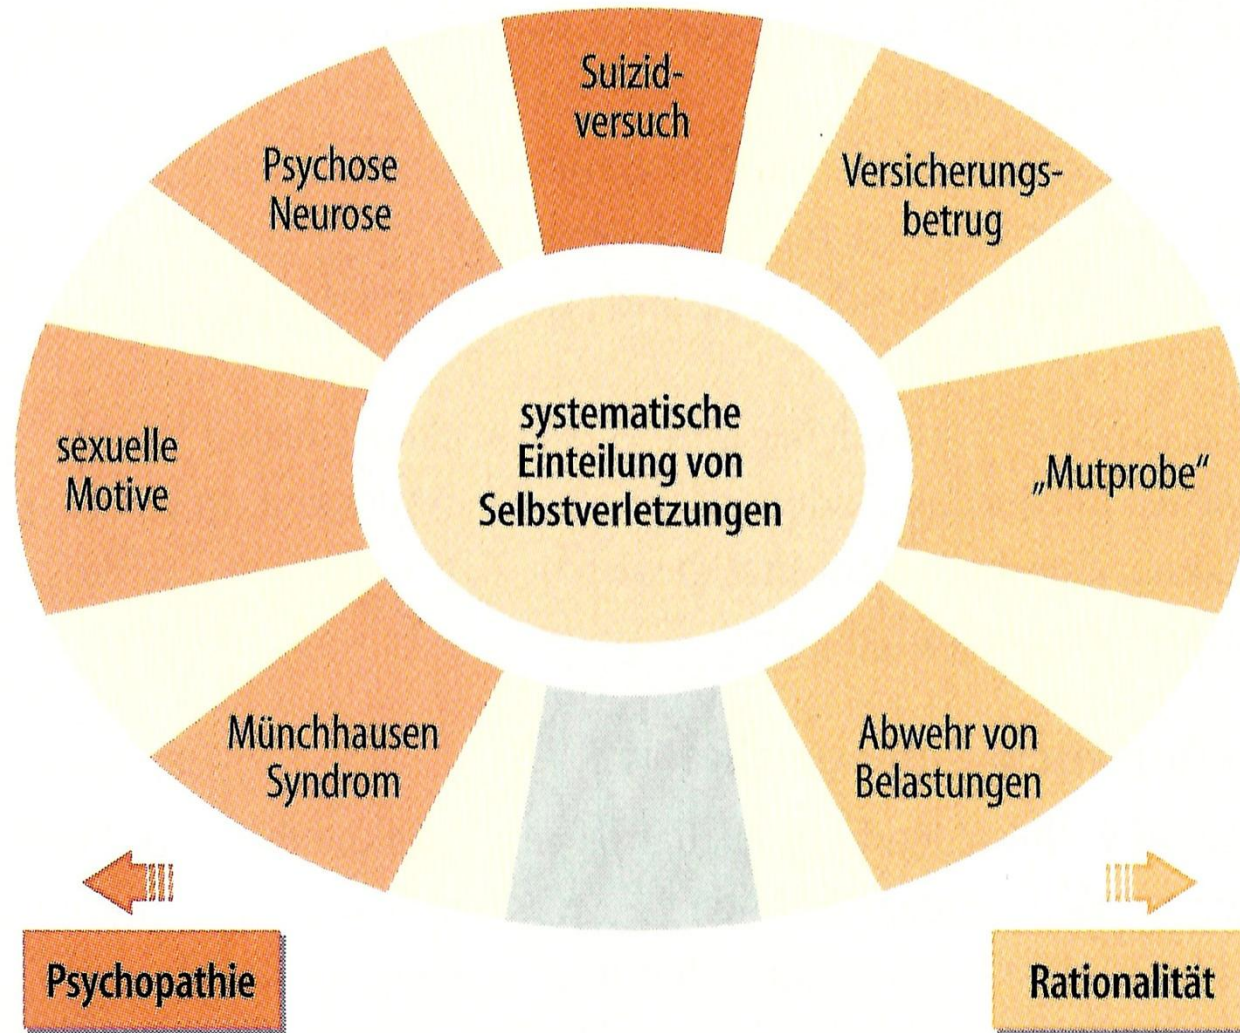 Suizid-
versuch
Versicherungs-
betrug
„Mutprobe“
Abwehr von
Belastungen
Münchhausen
Syndrom
sexuelle
Motive
Psychose
Neurose
systematische
Einteilung von
Selbstverletzungen
Psychopathie
Rationalität